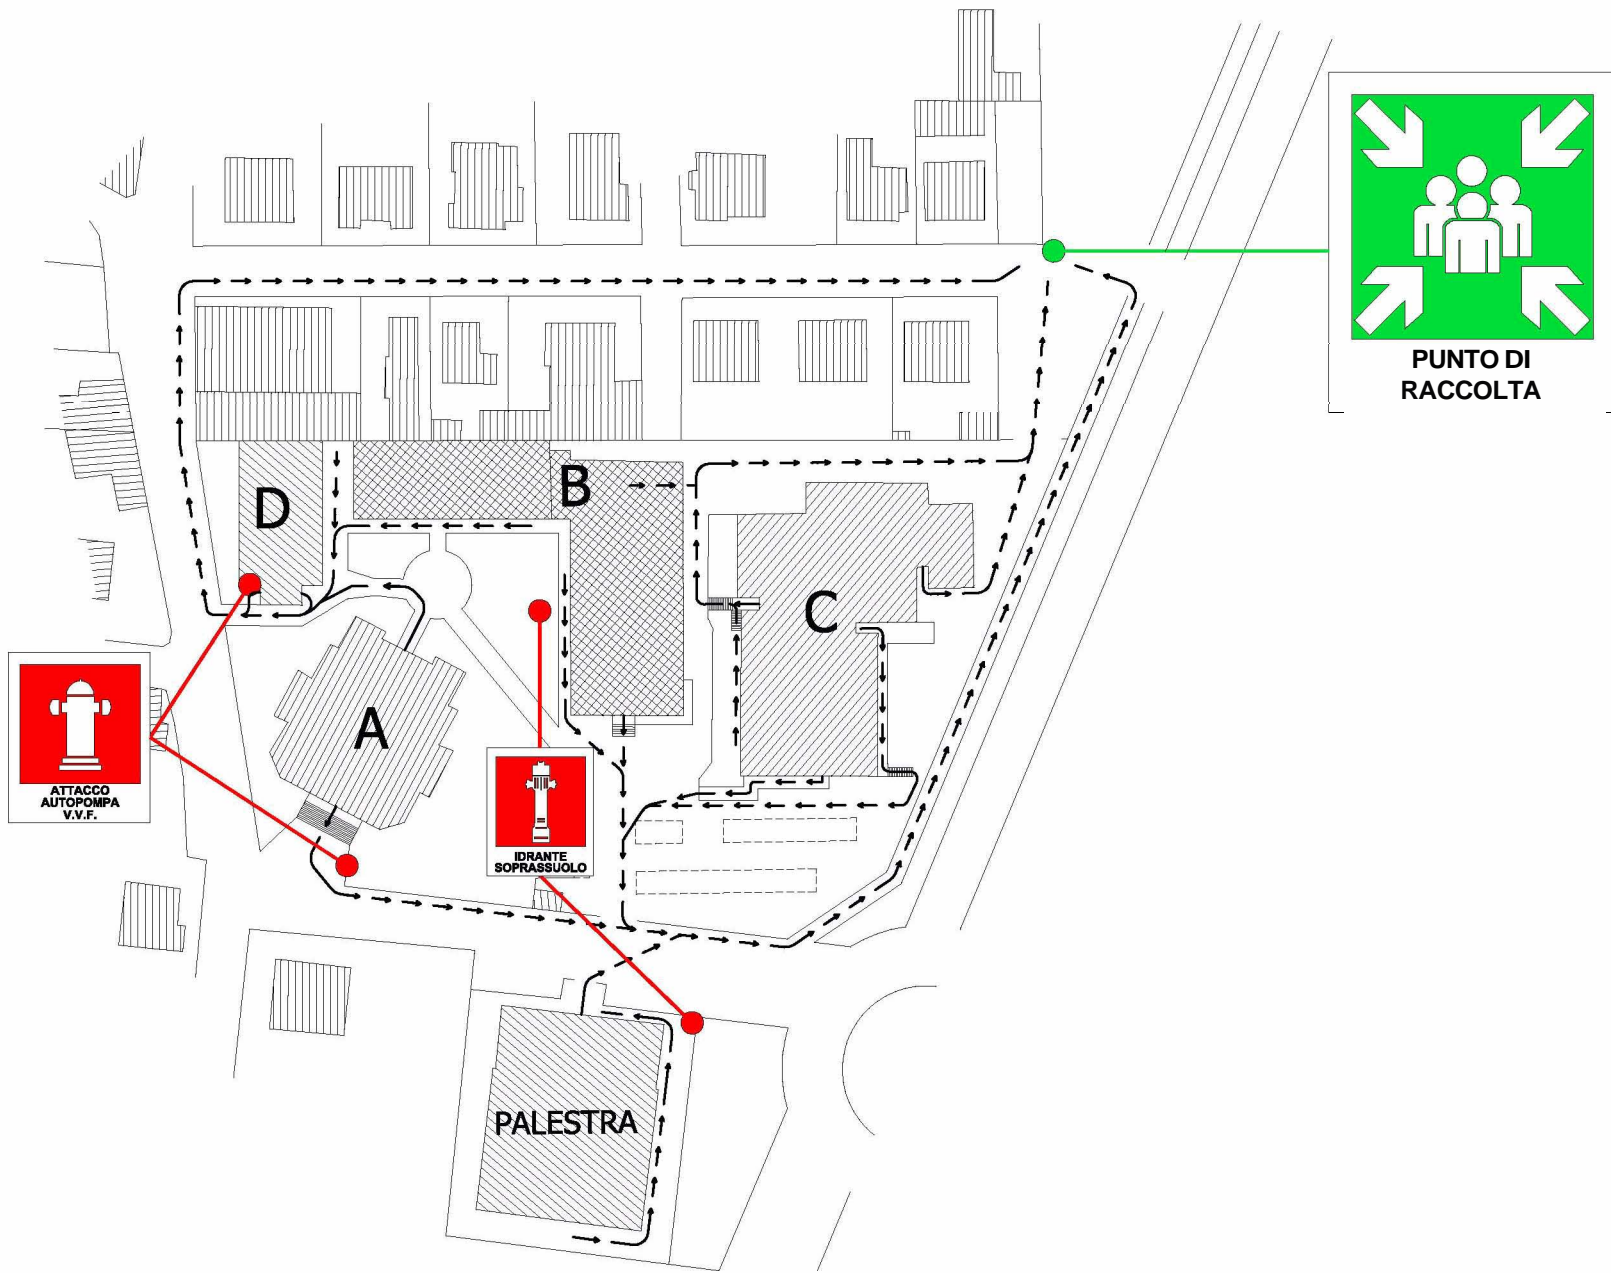 PUNTO DI
RACCOLTA
B
D
C
A
ATTACCO
AUTOPOMPA
V.V.F.
IDRANTE
SOPRASSUOLO
PALESTRA